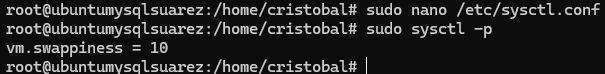 root@ubuntumysqlsuarez:/home/cristobal# sudo nano /etc/sysctl.conf
root@ubuntumysqlsuarez:/home/cristobal# sudo sysctl -p
vm.swappiness = 10
root@ubuntumysqlsuarez:/home/cristobal#